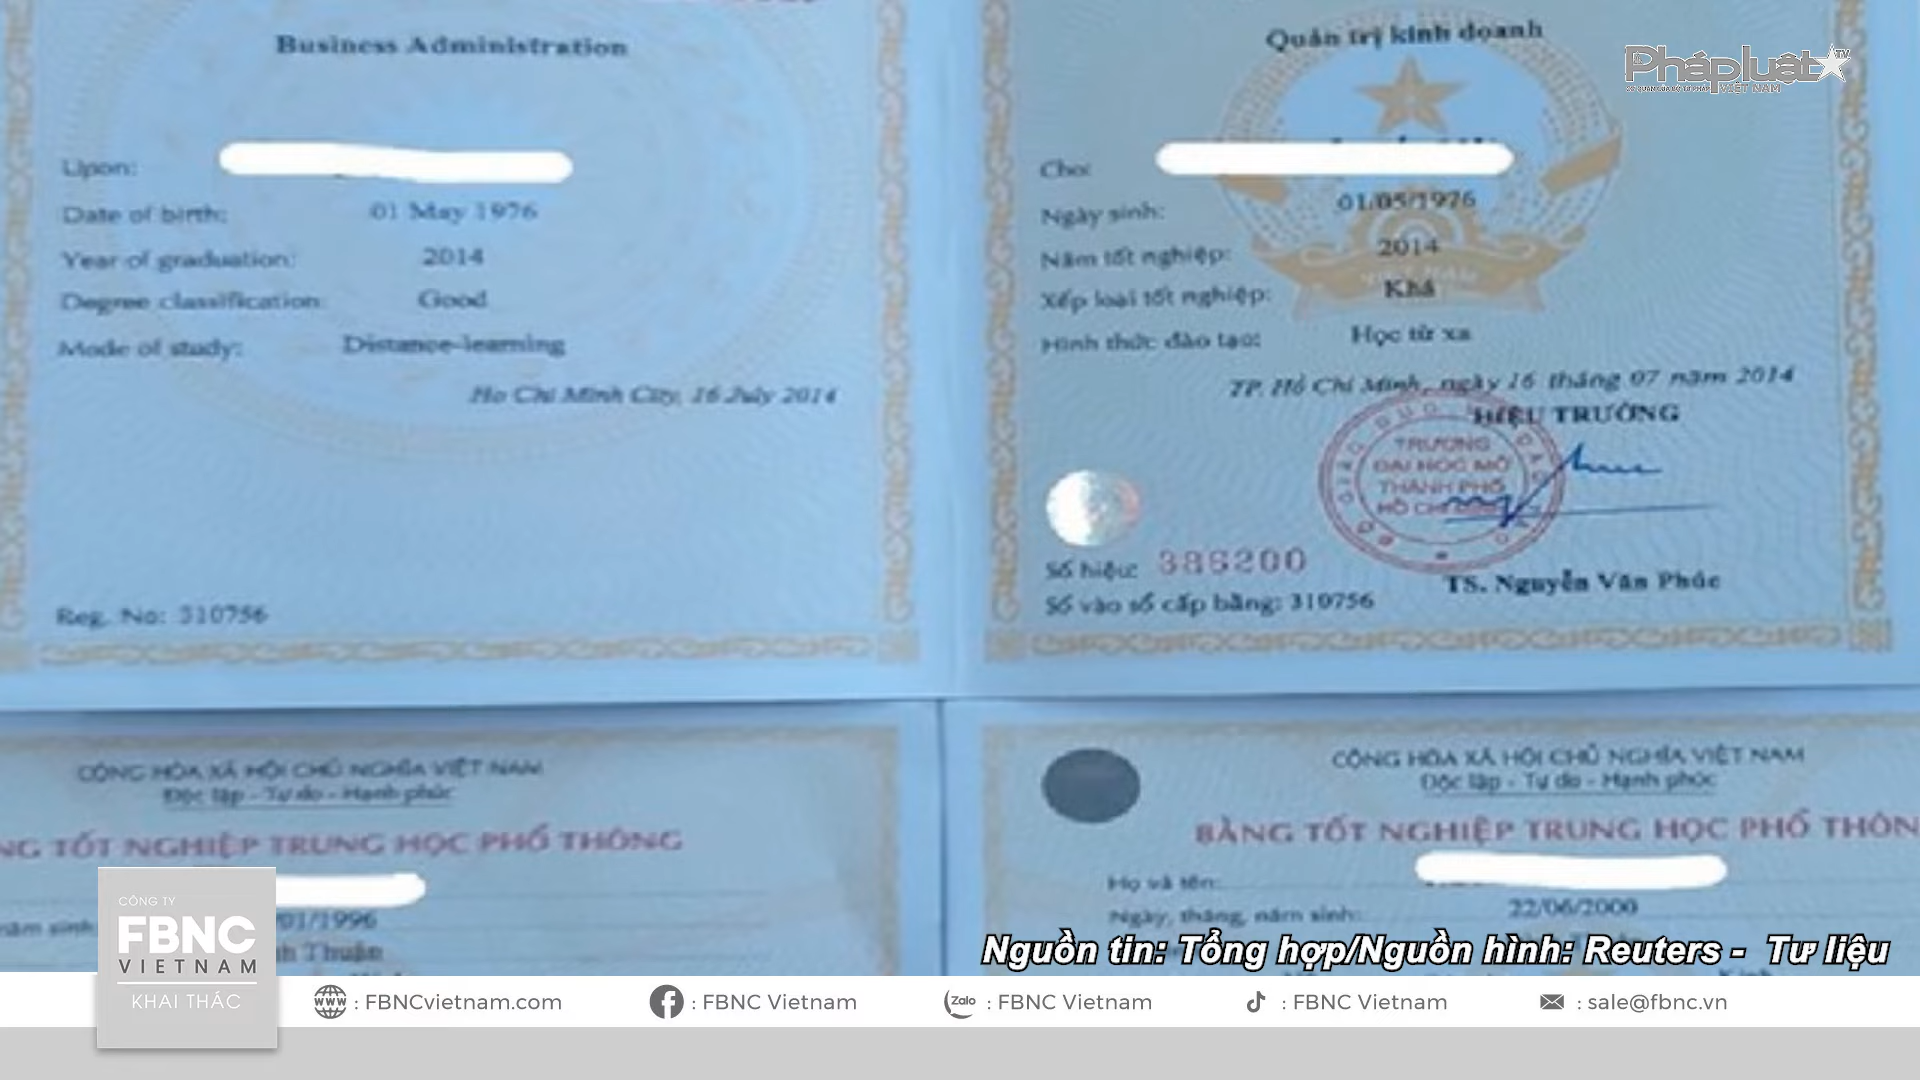 Business Administration
Upon:
Date of birth: 01 May 1976
Year of graduation: 2014
Degree classification: Good
Mode of study: Distance-learning
Ho Chi Minh City, 16 July 2014
Reg. No: 310756
Quản trị kinh doanh
Cho:
Ngày sinh: 01/05/1976
Năm tốt nghiệp: 2014
Xếp loại tốt nghiệp: Khá
Hình thức đào tạo: Học từ xa
TP. Hồ Chí Minh, ngày 16 tháng 07 năm 2014
HIỆU TRƯỞNG
TRƯỜNG
ĐẠI HỌC MỞ
THÀNH PHỐ
HỒ CHÍ MINH
Số hiệu: 386200
TS. Nguyễn Văn Phúc
Số vào sổ cấp bằng: 310756
Pháp luật TV
VIỆT NAM
CỘNG HÒA XÃ HỘI CHỦ NGHĨA VIỆT NAM
Độc lập - Tự do - Hạnh phúc
NG TỐT NGHIỆP TRUNG HỌC PHỔ THÔNG
năm sinh /01/1996
h Thuận
CỘNG HÒA XÃ HỘI CHỦ NGHĨA VIỆT NAM
Độc lập - Tự do - Hạnh phúc
BẰNG TỐT NGHIỆP TRUNG HỌC PHỔ THÔN
Họ và tên:
Ngày, tháng, năm sinh: 22/06/2000
Nguồn tin: Tổng hợp/Nguồn hình: Reuters - Tư liệu
CÔNG TY
FBNC
VIETNAM
KHAI THÁC
: FBNCvietnam.com
: FBNC Vietnam
Zalo : FBNC Vietnam
: FBNC Vietnam
: sale@fbnc.vn